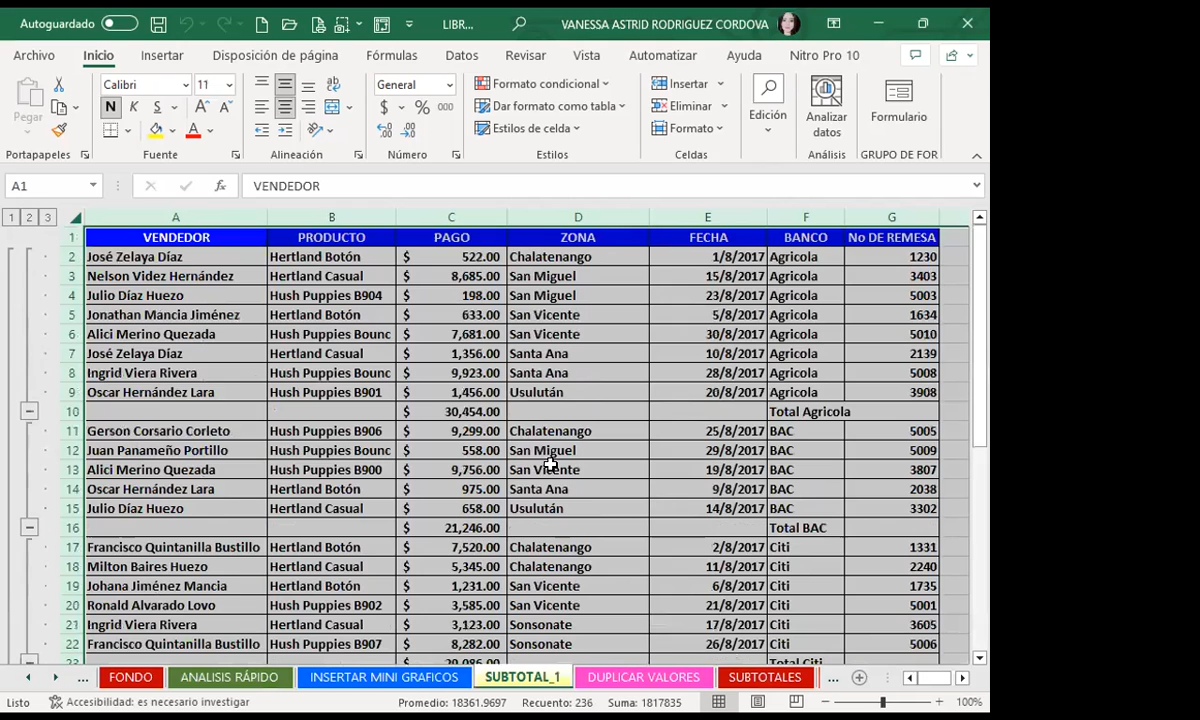 Autoguardado LIBR... VANESSA ASTRID RODRIGUEZ CORDOVA
Archivo Inicio Insertar Disposición de página Fórmulas Datos Revisar Vista Automatizar Ayuda Nitro Pro 10
Calibri 11 General Formato condicional Insertar
Pegar N K S $ % 000 Dar formato como tabla Eliminar Edición Analizar datos Formulario
Estilos de celda Formato
Portapapeles Fuente Alineación Número Estilos Celdas Análisis GRUPO DE FOR
A1 fx VENDEDOR
1 2 3 A B C D E F G
1 VENDEDOR PRODUCTO PAGO ZONA FECHA BANCO No DE REMESA
2 José Zelaya Díaz Hertland Botón $ 522.00 Chalatenango 1/8/2017 Agricola 1230
3 Nelson Videz Hernández Hertland Casual $ 8,685.00 San Miguel 15/8/2017 Agricola 3403
4 Julio Díaz Huezo Hush Puppies B904 $ 198.00 San Miguel 23/8/2017 Agricola 5003
5 Jonathan Mancia Jiménez Hertland Botón $ 633.00 San Vicente 5/8/2017 Agricola 1634
6 Alici Merino Quezada Hush Puppies Bounc $ 7,681.00 San Vicente 30/8/2017 Agricola 5010
7 José Zelaya Díaz Hertland Casual $ 1,356.00 Santa Ana 10/8/2017 Agricola 2139
8 Ingrid Viera Rivera Hush Puppies Bounc $ 9,923.00 Santa Ana 28/8/2017 Agricola 5008
9 Oscar Hernández Lara Hush Puppies B901 $ 1,456.00 Usulután 20/8/2017 Agricola 3908
10 $ 30,454.00 Total Agricola
11 Gerson Corsario Corleto Hush Puppies B906 $ 9,299.00 Chalatenango 25/8/2017 BAC 5005
12 Juan Panameño Portillo Hush Puppies Bounc $ 558.00 San Miguel 29/8/2017 BAC 5009
13 Alici Merino Quezada Hush Puppies B900 $ 9,756.00 San Vicente 19/8/2017 BAC 3807
14 Oscar Hernández Lara Hertland Botón $ 975.00 Santa Ana 9/8/2017 BAC 2038
15 Julio Díaz Huezo Hertland Casual $ 658.00 Usulután 14/8/2017 BAC 3302
16 $ 21,246.00 Total BAC
17 Francisco Quintanilla Bustillo Hertland Botón $ 7,520.00 Chalatenango 2/8/2017 Citi 1331
18 Milton Baires Huezo Hertland Casual $ 5,345.00 Chalatenango 11/8/2017 Citi 2240
19 Johana Jiménez Mancia Hertland Botón $ 1,231.00 San Vicente 6/8/2017 Citi 1735
20 Ronald Alvarado Lovo Hush Puppies B902 $ 3,585.00 San Vicente 21/8/2017 Citi 5001
21 Ingrid Viera Rivera Hertland Casual $ 3,123.00 Sonsonate 17/8/2017 Citi 3605
22 Francisco Quintanilla Bustillo Hush Puppies B907 $ 8,282.00 Sonsonate 26/8/2017 Citi 5006
23 $ 29,086.00 Total Citi
... FONDO ANALISIS RÁPIDO INSERTAR MINI GRAFICOS SUBTOTAL_1 DUPLICAR VALORES SUBTOTALES ...
Listo Accesibilidad: es necesario investigar Promedio: 18361.9697 Recuento: 236 Suma: 1817835 100%